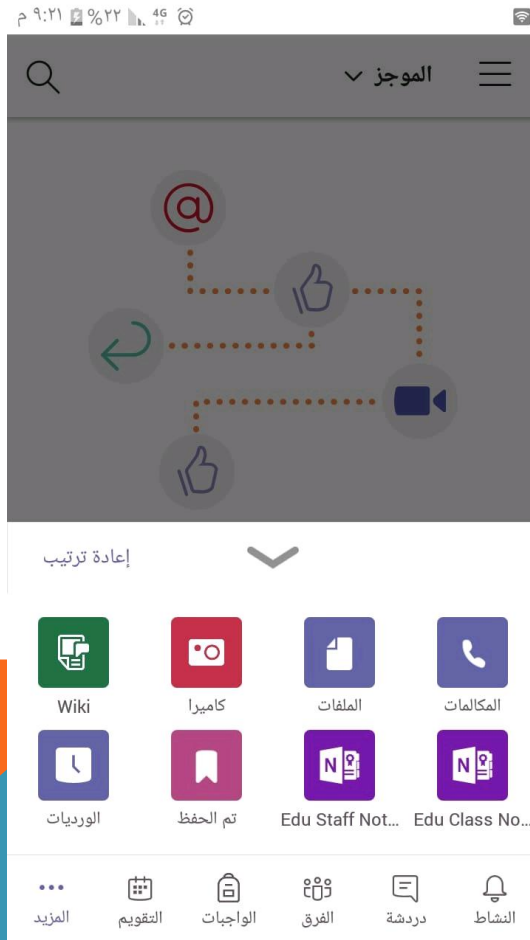 ٩:٢١ م ٢٢% 4G
الموجز
إعادة ترتيب
المكالمات الملفات كاميرا Wiki
Edu Class No... Edu Staff Not... تم الحفظ الورديات
النشاط دردشة الفرق الواجبات التقويم المزيد